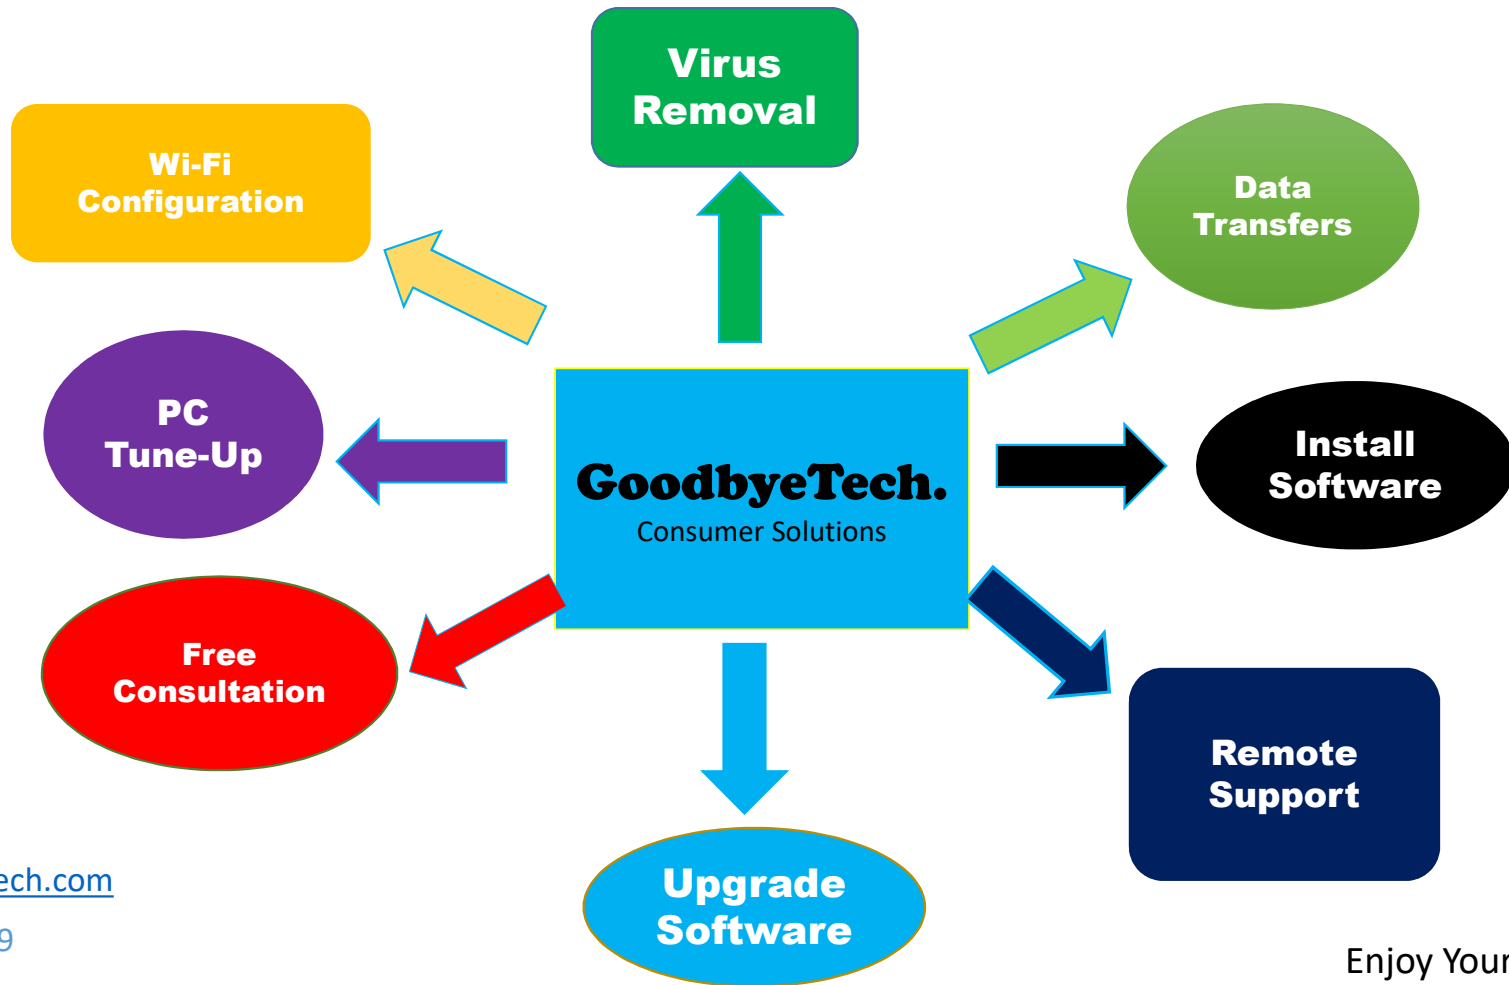 Virus
Removal
Wi-Fi
Configuration
Data
Transfers
PC
Tune-Up
Install
Software
GoodbyeTech.
Consumer Solutions
Free
Consultation
Remote
Support
Upgrade
Software
ech.com
9
Enjoy Your